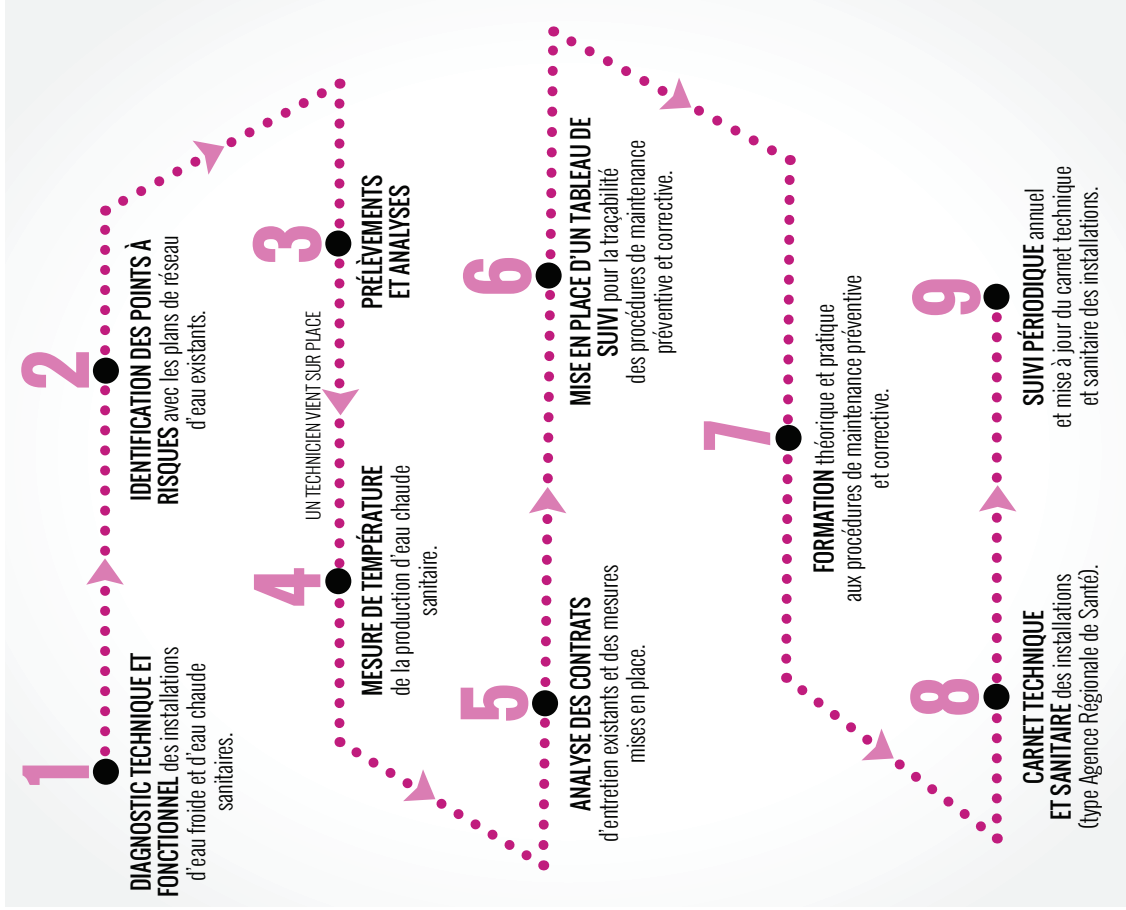 1
DIAGNOSTIC TECHNIQUE ET
FONCTIONNEL des installations
d'eau froide et d'eau chaude
sanitaires.
2
IDENTIFICATION DES POINTS À
RISQUES avec les plans de réseau
d'eau existants.
3
PRÉLÈVEMENTS
ET ANALYSES
UN TECHNICIEN VIENT SUR PLACE
4
MESURE DE TEMPÉRATURE
de la production d'eau chaude
sanitaire.
5
ANALYSE DES CONTRATS
d'entretien existants et des mesures
mises en place.
6
MISE EN PLACE D'UN TABLEAU DE
SUIVI pour la traçabilité
des procédures de maintenance
préventive et corrective.
7
FORMATION théorique et pratique
aux procédures de maintenance préventive
et corrective.
8
CARNET TECHNIQUE
ET SANITAIRE des installations
(type Agence Régionale de Santé).
9
SUIVI PÉRIODIQUE annuel
et mise à jour du carnet technique
et sanitaire des installations.